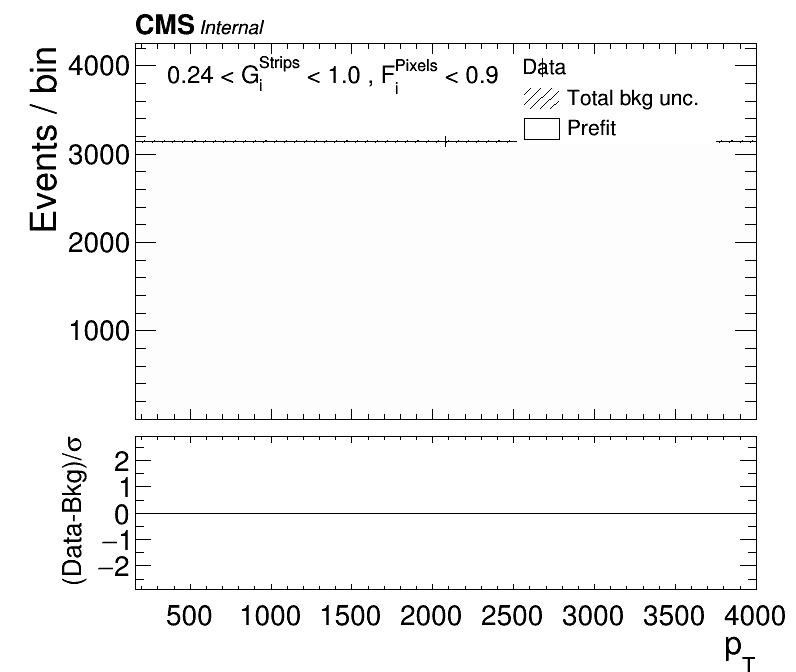 CMS Internal
Events / bin
4000
3000
2000
1000
0.24 < G_i^Strips < 1.0 , F_i^Pixels < 0.9
Data
Total bkg unc.
Prefit
(Data-Bkg)/σ
2
1
0
−1
−2
500 1000 1500 2000 2500 3000 3500 4000
p_T